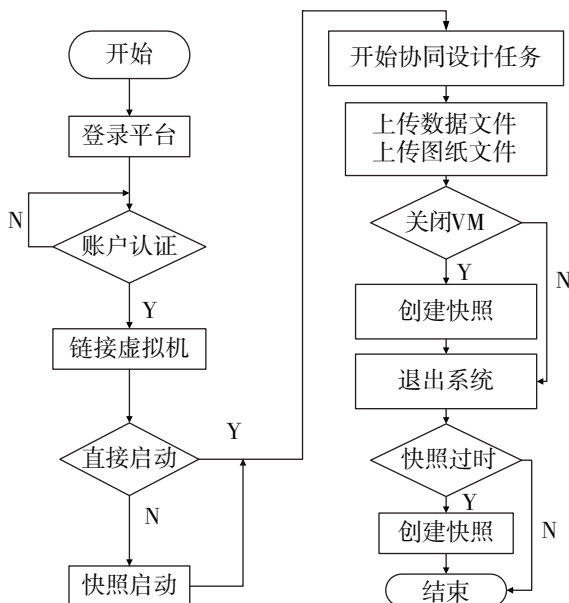 开始
登录平台
N
账户认证
Y
链接虚拟机
直接启动
Y
N
快照启动
开始协同设计任务
上传数据文件
上传图纸文件
关闭VM
Y
N
创建快照
退出系统
快照过时
Y
N
创建快照
结束